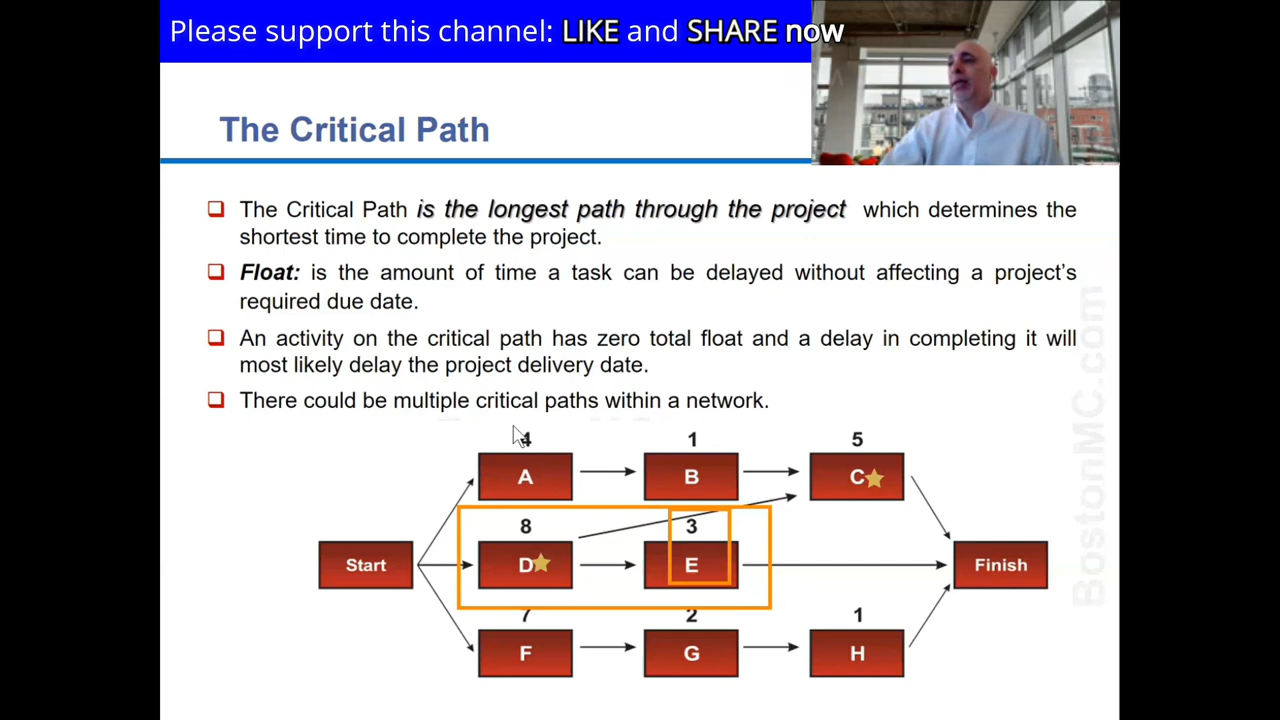 Please support this channel: LIKE and SHARE now
The Critical Path
The Critical Path is the longest path through the project which determines the
shortest time to complete the project.
Float: is the amount of time a task can be delayed without affecting a project's
required due date.
An activity on the critical path has zero total float and a delay in completing it will
most likely delay the project delivery date.
There could be multiple critical paths within a network.
4 1 5
A B C
8 3
Start D E Finish
7 2 1
F G H
BostonMC.com